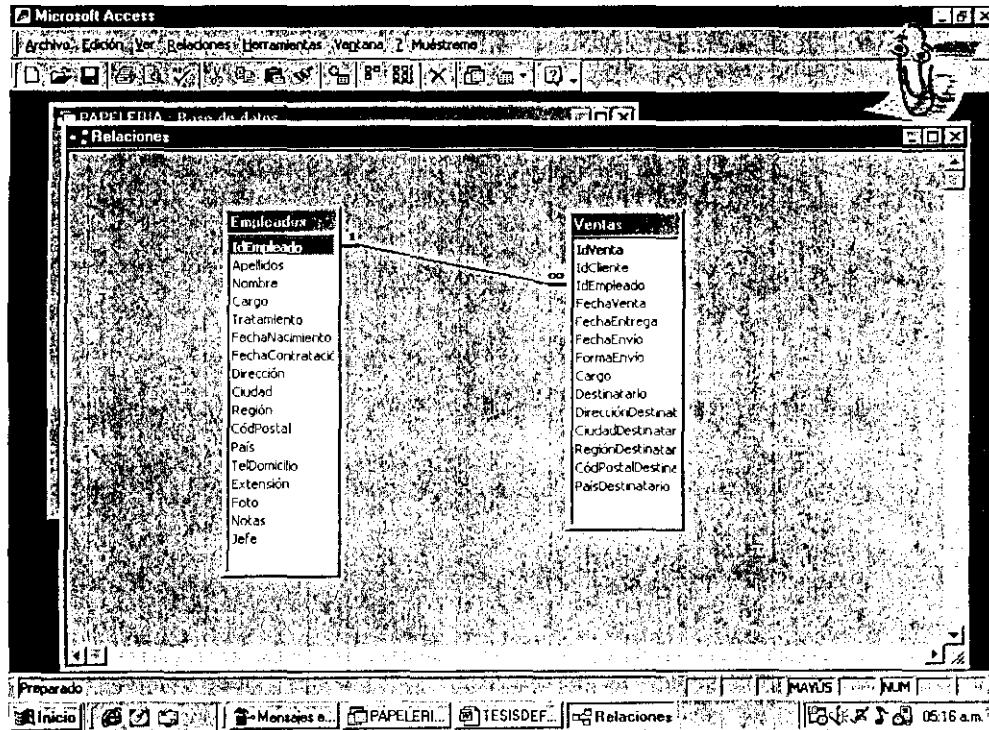 Microsoft Access
Archivo Edición Ver Relaciones Herramientas Ventana ? Muéstreme
PAPELERIA : Base de datos
Relaciones
Empleados
IdEmpleado
Apellidos
Nombre
Cargo
Tratamiento
FechaNacimiento
FechaContratació
Dirección
Ciudad
Región
CódPostal
País
TelDomicilio
Extensión
Foto
Notas
Jefe
1
∞
Ventas
IdVenta
IdCliente
IdEmpleado
FechaVenta
FechaEntrega
FechaEnvío
FormaEnvío
Cargo
Destinatario
DirecciónDestinat
CiudadDestinatar
RegiónDestinatar
CódPostalDestina
PaísDestinatario
Preparado MAYÚS NUM
Inicio Mensajes e... PAPELERI... TESISDEF... Relaciones 05:16 a.m.